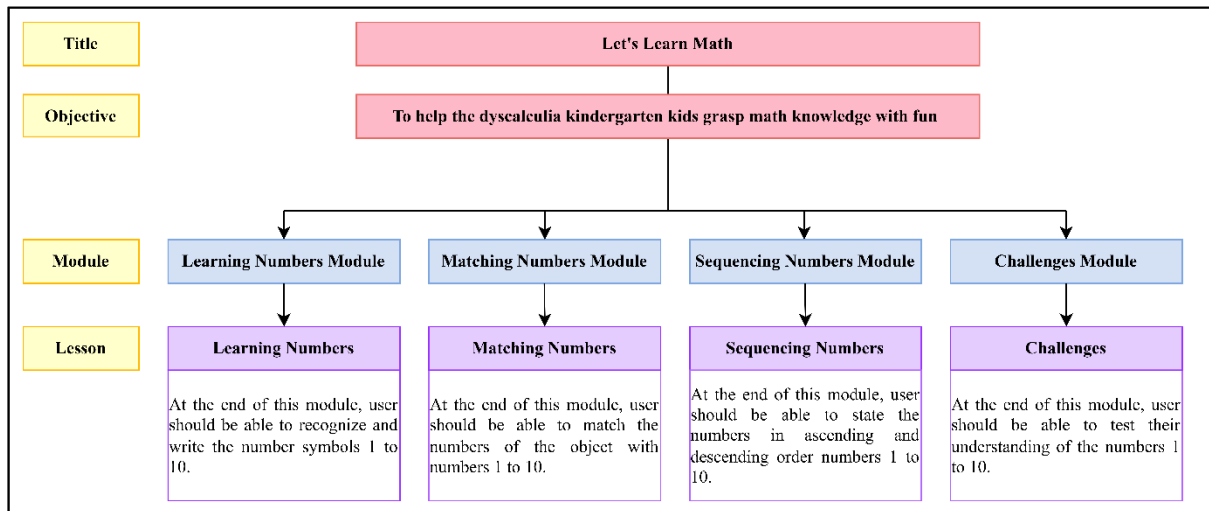 Title
Let's Learn Math
Objective
To help the dyscalculia kindergarten kids grasp math knowledge with fun
Module
Learning Numbers Module
Matching Numbers Module
Sequencing Numbers Module
Challenges Module
Lesson
Learning Numbers
At the end of this module, user
should be able to recognize and
write the number symbols 1 to
10.
Matching Numbers
At the end of this module, user
should be able to match the
numbers of the object with
numbers 1 to 10.
Sequencing Numbers
At the end of this module, user
should be able to state the
numbers in ascending and
descending order numbers 1 to
10.
Challenges
At the end of this module, user
should be able to test their
understanding of the numbers 1
to 10.